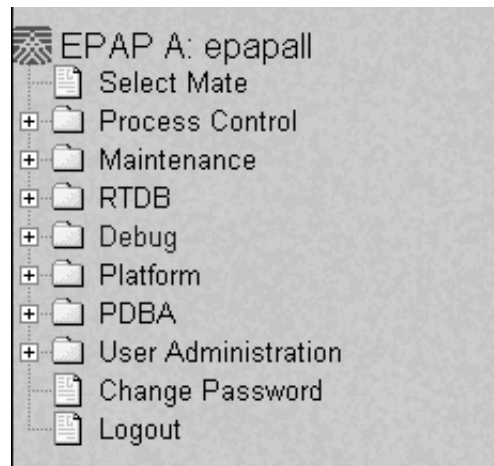 EPAP A: epapall
Select Mate
Process Control
Maintenance
RTDB
Debug
Platform
PDBA
User Administration
Change Password
Logout